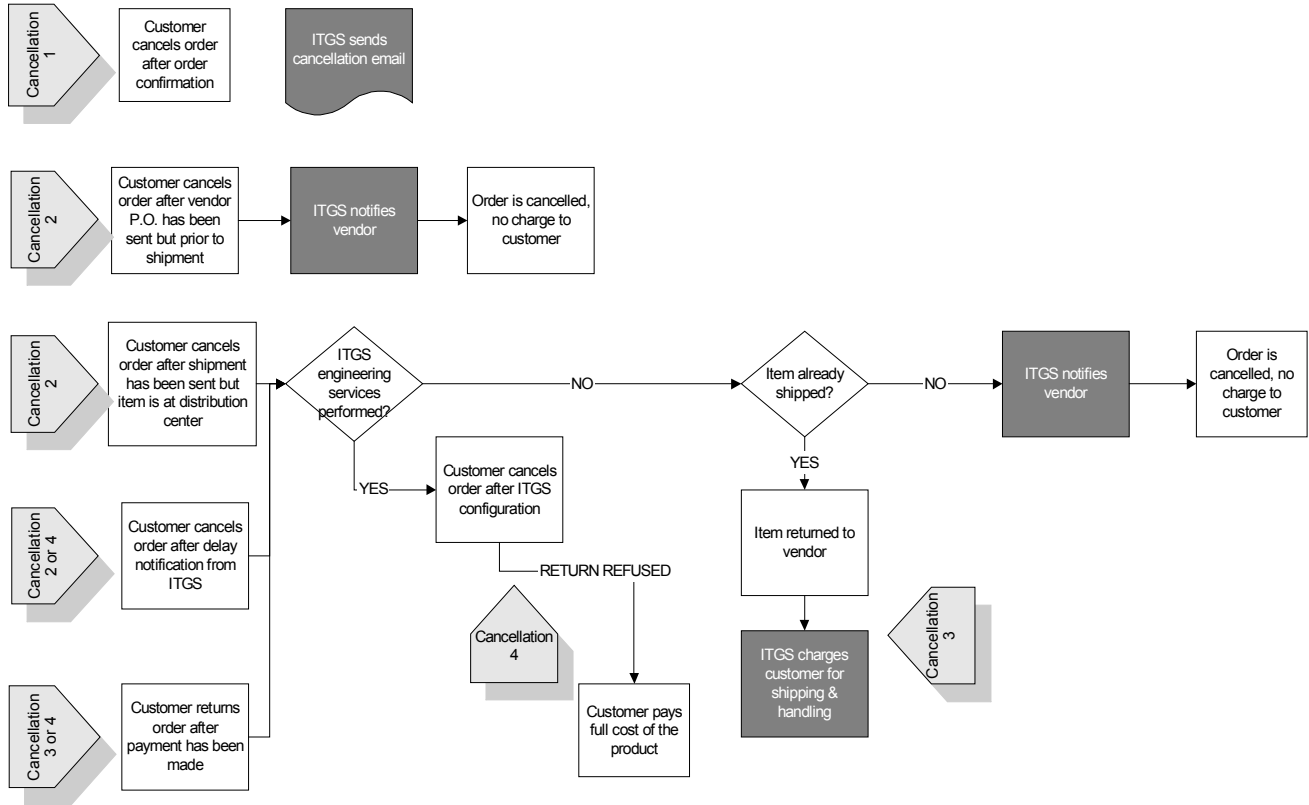 Cancellation
1
Customer
cancels order
after order
confirmation
ITGS sends
cancellation email
Cancellation
2
Customer cancels
order after vendor
P.O. has been
sent but prior to
shipment
ITGS notifies
vendor
Order is cancelled,
no charge to
customer
Cancellation
2
Customer cancels
order after shipment
has been sent but
item is at distribution
center
ITGS
engineering
services
performed?
NO
Item already
shipped?
NO
ITGS notifies
vendor
Order is
cancelled, no
charge to
customer
YES
Customer cancels
order after ITGS
configuration
YES
Item returned to
vendor
Cancellation
2 or 4
Customer cancels
order after delay
notification from
ITGS
RETURN REFUSED
Cancellation
4
ITGS charges
customer for
shipping &
handling
Cancellation
3
Cancellation
3 or 4
Customer returns
order after
payment has been
made
Customer pays
full cost of the
product